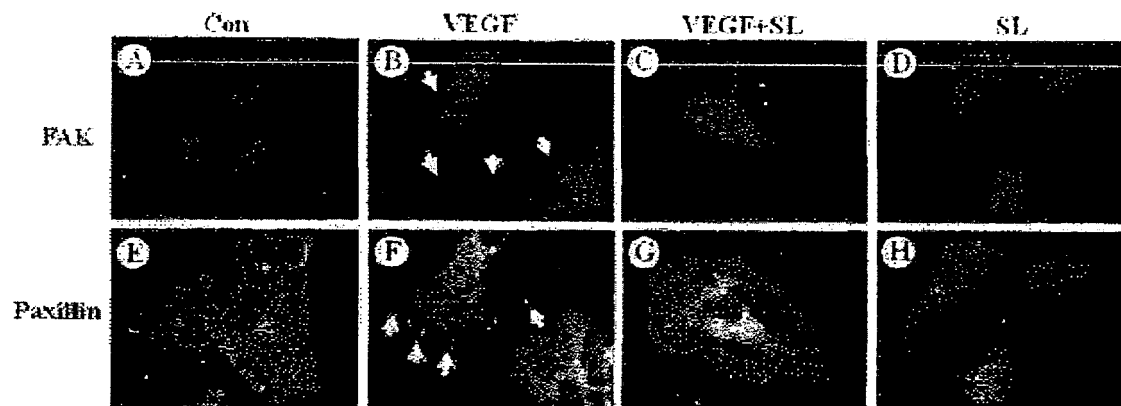 Con VEGF VEGF+SL SL
A B C D
FAK
E F G H
Paxillin